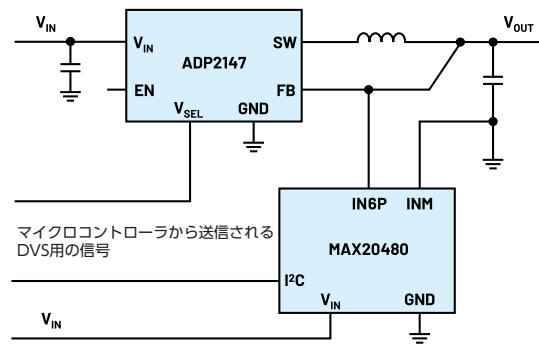 VIN
VOUT
VIN
SW
ADP2147
EN
FB
VSEL
GND
IN6P
INM
マイクロコントローラから送信される
DVS用の信号
MAX20480
I2C
VIN
GND
VIN